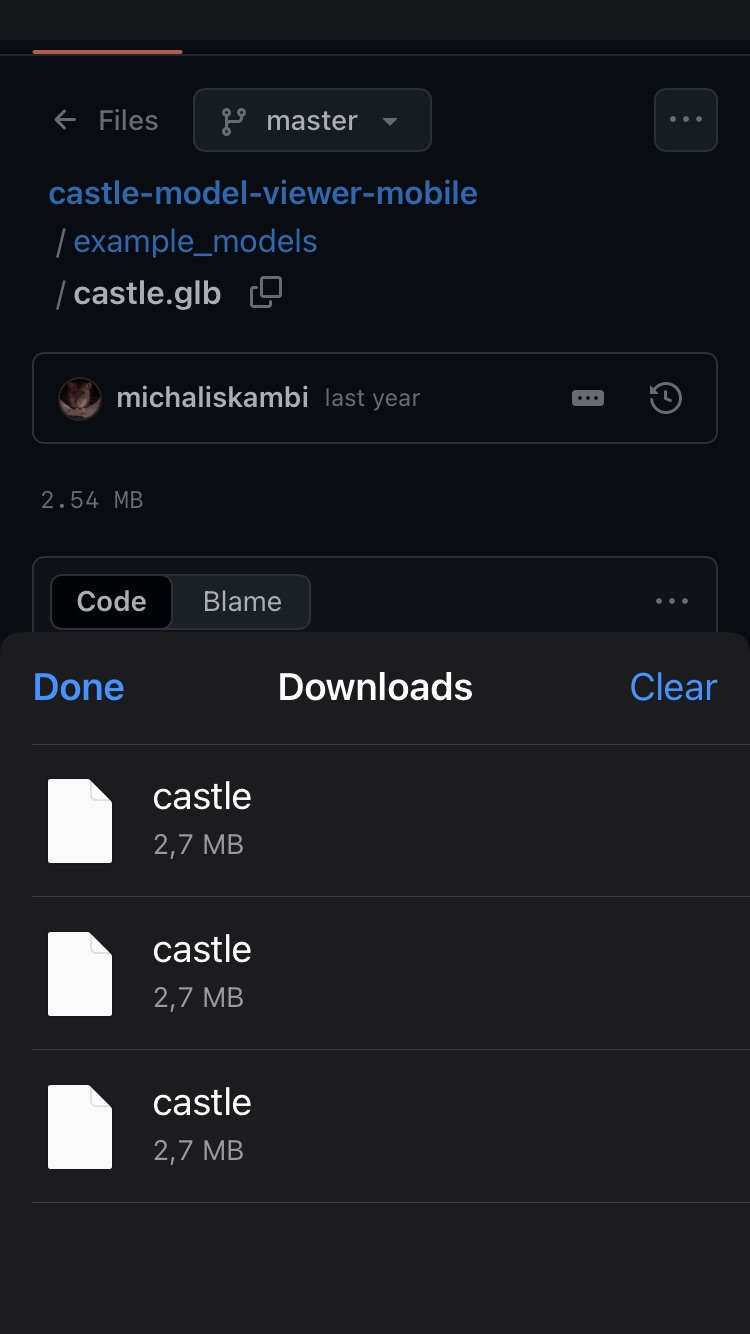 Files
master
castle-model-viewer-mobile
/ example_models
/ castle.glb
michaliskambi last year
2.54 MB
Code Blame
Done Downloads Clear
castle
2,7 MB
castle
2,7 MB
castle
2,7 MB